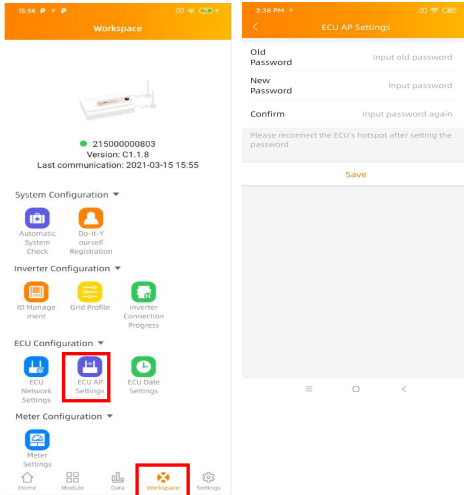 15:56
Workspace
215000000803
Version: C1.1.8
Last communication: 2021-03-15 15:55
System Configuration
Automatic
System
Check
Do-It-Y
ourself
Registration
Inverter Configuration
ID Manage
ment
Grid Profile
Inverter
Connection
Progress
ECU Configuration
ECU
Network
Settings
ECU AP
Settings
ECU Date
Settings
Meter Configuration
Meter
Settings
Home
Module
Data
Workspace
Settings
3:38 PM
ECU AP Settings
Old
Password
Input old password
New
Password
Input password
Confirm
Input password again
Please reconnect the ECU's hotspot after setting the
password
Save